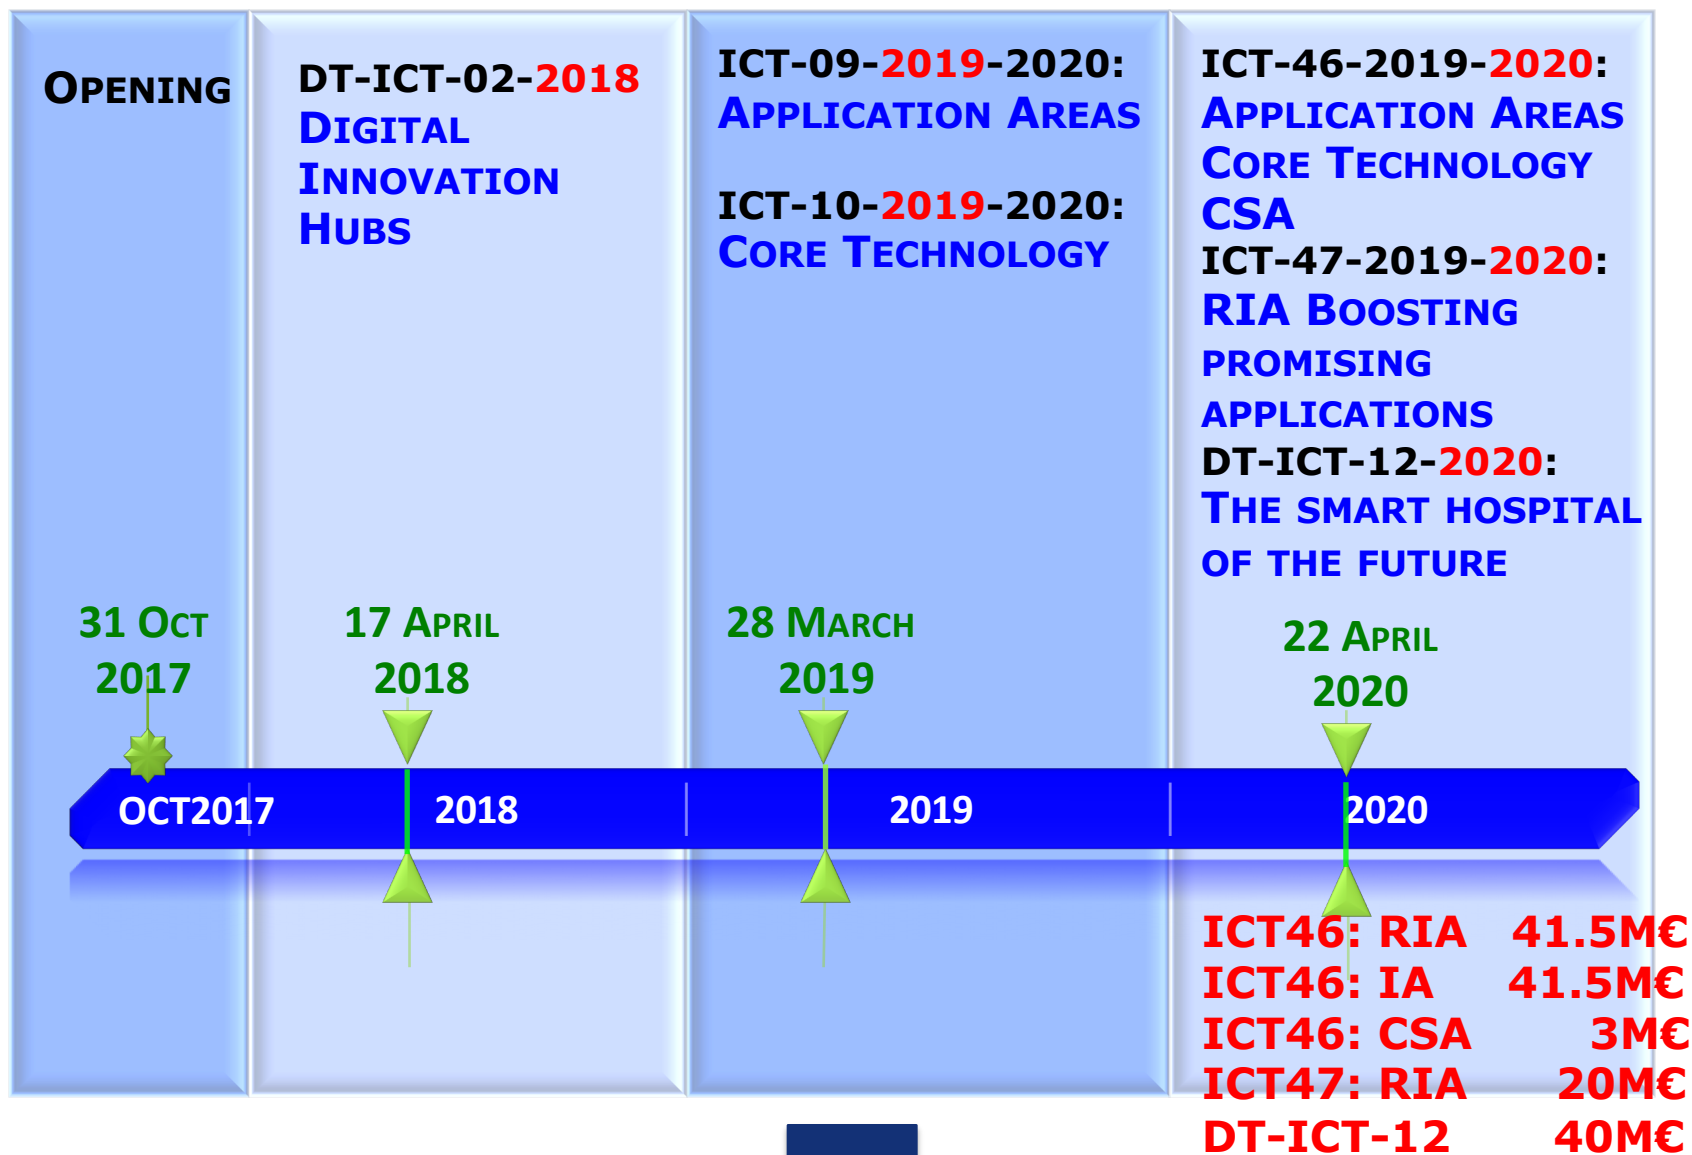 OPENING
DT-ICT-02-2018
DIGITAL
INNOVATION
HUBS
ICT-09-2019-2020:
APPLICATION AREAS
ICT-10-2019-2020:
CORE TECHNOLOGY
ICT-46-2019-2020:
APPLICATION AREAS
CORE TECHNOLOGY
CSA
ICT-47-2019-2020:
RIA BOOSTING
PROMISING
APPLICATIONS
DT-ICT-12-2020:
THE SMART HOSPITAL
OF THE FUTURE
31 OCT
2017
17 APRIL
2018
28 MARCH
2019
22 APRIL
2020
OCT2017
2018
2019
2020
ICT46: RIA 41.5M€
ICT46: IA 41.5M€
ICT46: CSA 3M€
ICT47: RIA 20M€
DT-ICT-12 40M€